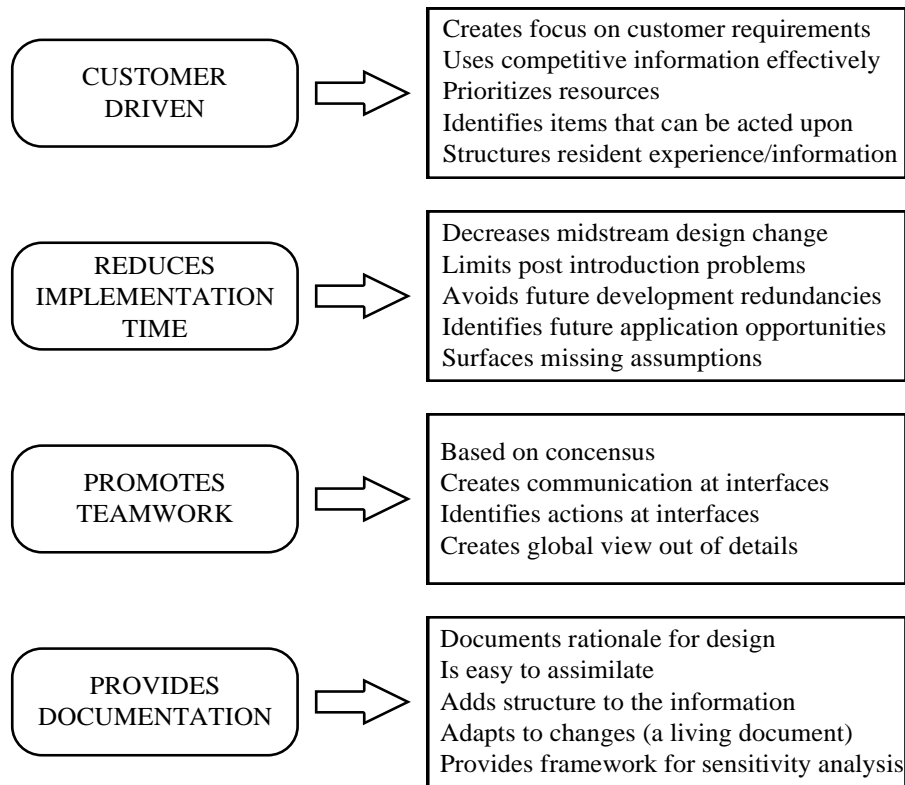 CUSTOMER
DRIVEN
Creates focus on customer requirements
Uses competitive information effectively
Prioritizes resources
Identifies items that can be acted upon
Structures resident experience/information
REDUCES
IMPLEMENTATION
TIME
Decreases midstream design change
Limits post introduction problems
Avoids future development redundancies
Identifies future application opportunities
Surfaces missing assumptions
PROMOTES
TEAMWORK
Based on concensus
Creates communication at interfaces
Identifies actions at interfaces
Creates global view out of details
PROVIDES
DOCUMENTATION
Documents rationale for design
Is easy to assimilate
Adds structure to the information
Adapts to changes (a living document)
Provides framework for sensitivity analysis